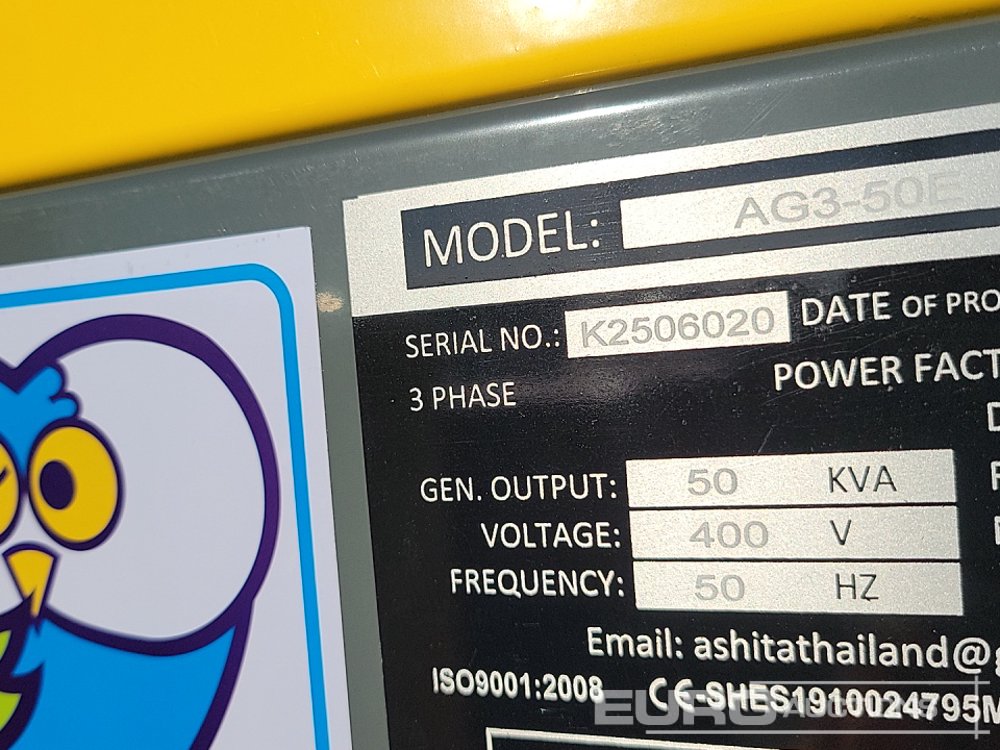 MODEL: AG3-50E
SERIAL NO.: K2506020 DATE OF PRO
3 PHASE POWER FACT
GEN. OUTPUT: 50 KVA
VOLTAGE: 400 V
FREQUENCY: 50 HZ
Email: ashitathailand@g
ISO9001:2008 CE-SHES1910024795M
EURO AUCTIONS